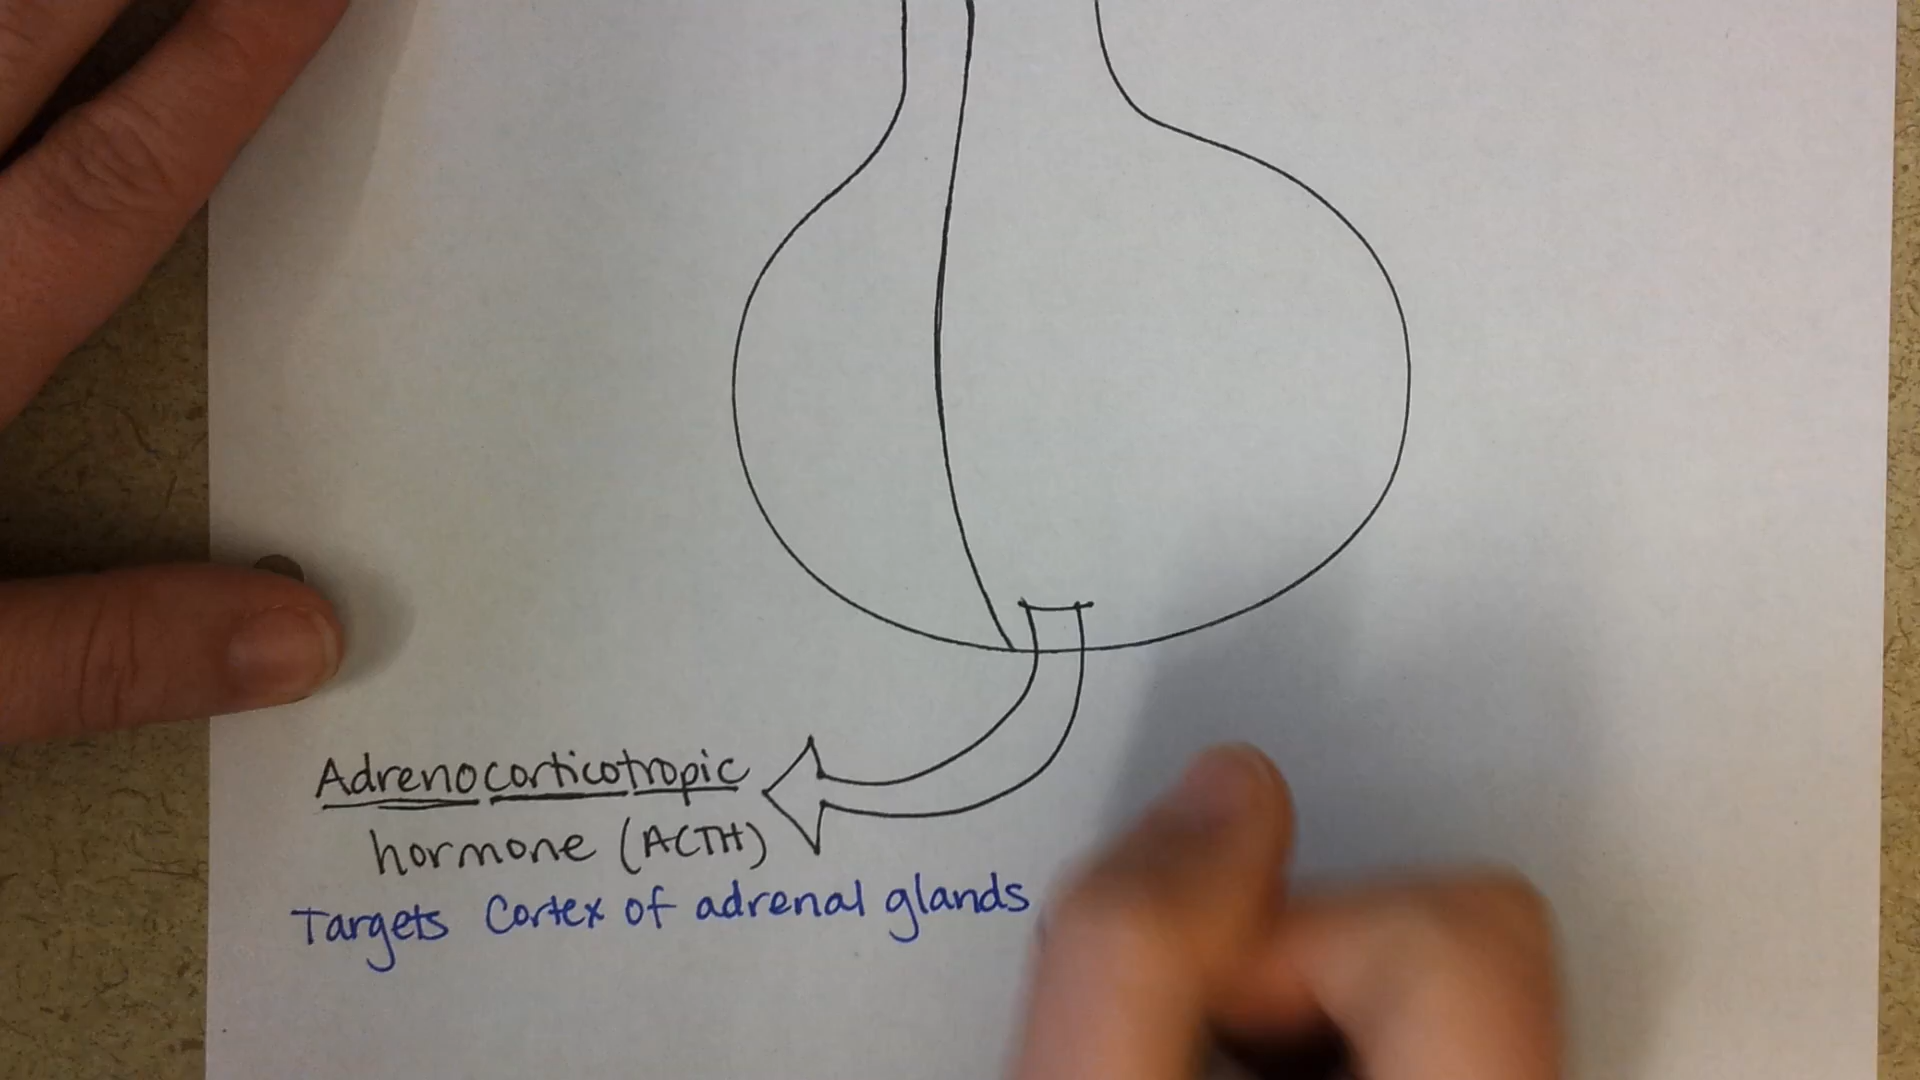 Adrenocorticotropic
hormone (ACTH)
Targets Cortex of adrenal glands